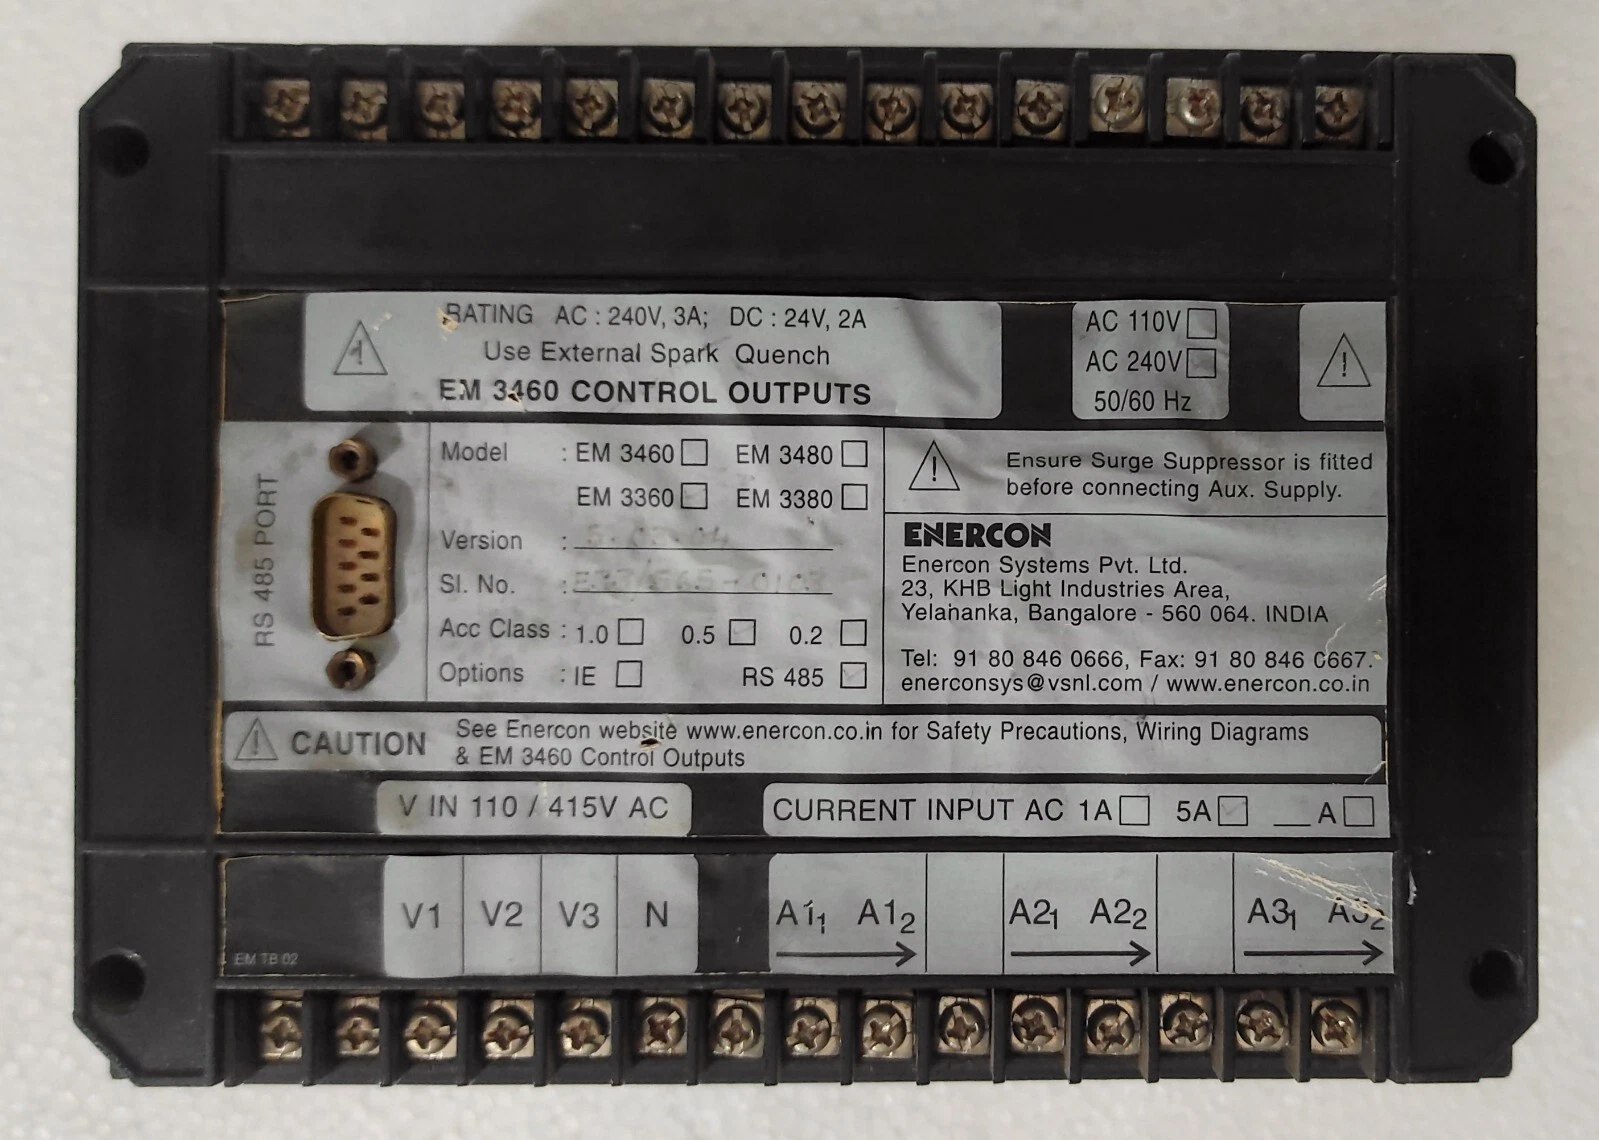 RATING AC : 240V, 3A; DC : 24V, 2A
Use External Spark Quench
EM 3460 CONTROL OUTPUTS
AC 110V
AC 240V
50/60 Hz
RS 485 PORT
Model : EM 3460 EM 3480
EM 3360 EM 3380
Version :
Sl. No. :
Acc Class : 1.0 0.5 0.2
Options : IE RS 485
Ensure Surge Suppressor is fitted
before connecting Aux. Supply.
ENERCON
Enercon Systems Pvt. Ltd.
23, KHB Light Industries Area,
Yelahanka, Bangalore - 560 064. INDIA
Tel: 91 80 846 0666, Fax: 91 80 846 0667.
enerconsys@vsnl.com / www.enercon.co.in
CAUTION
See Enercon website www.enercon.co.in for Safety Precautions, Wiring Diagrams
& EM 3460 Control Outputs
V IN 110 / 415V AC
CURRENT INPUT AC 1A 5A __A
V1 V2 V3 N A1₁ A1₂ A2₁ A2₂ A3₁ A3₂
EM TB 02